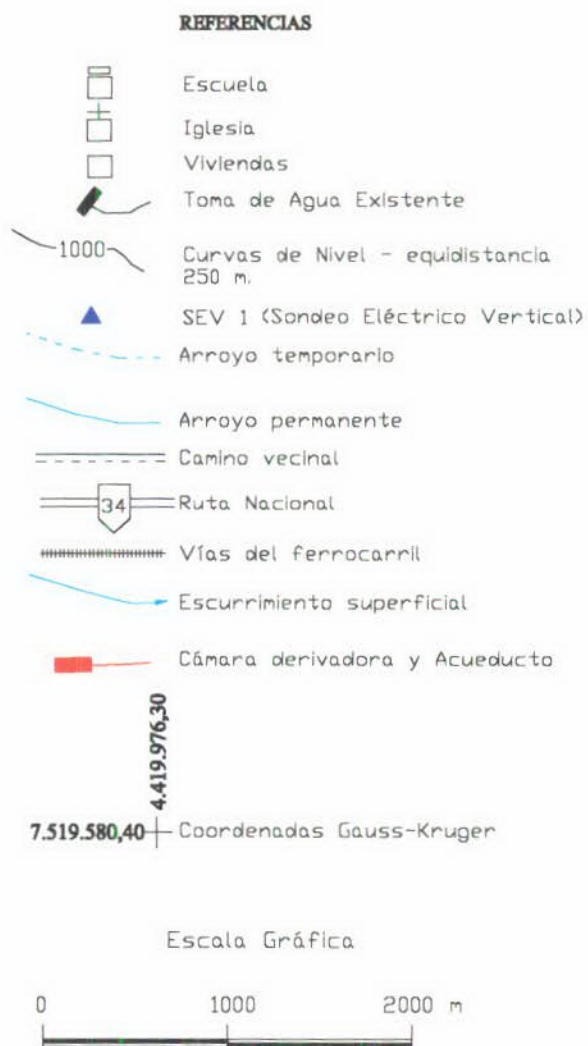 REFERENCIAS
Escuela
Iglesia
Viviendas
Toma de Agua Existente
1000
Curvas de Nivel - equidistancia
250 m.
SEV 1 (Sondeo Eléctrico Vertical)
Arroyo temporario
Arroyo permanente
Camino vecinal
34
Ruta Nacional
Vías del ferrocarril
Escurrimiento superficial
Cámara derivadora y Acueducto
4.419.976,30
7.519.580,40
Coordenadas Gauss-Kruger
Escala Gráfica
0 1000 2000 m